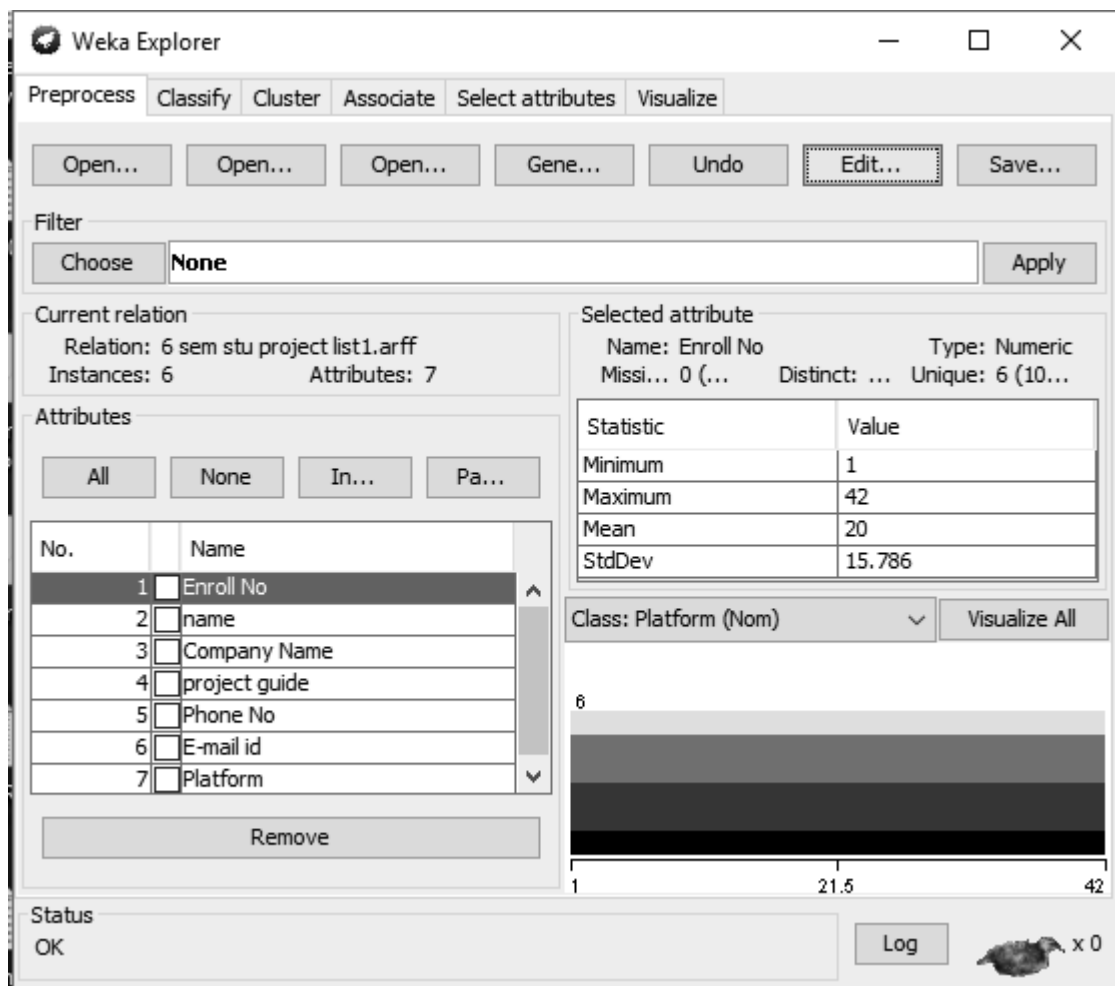 Weka Explorer
Preprocess Classify Cluster Associate Select attributes Visualize
Open... Open... Open... Gene... Undo Edit... Save...
Filter
Choose None Apply
Current relation
Relation: 6 sem stu project list1.arff
Instances: 6 Attributes: 7
Attributes
All None In... Pa...
No. Name
1 Enroll No
2 name
3 Company Name
4 project guide
5 Phone No
6 E-mail id
7 Platform
Remove
Selected attribute
Name: Enroll No Type: Numeric
Missi... 0 (... Distinct: ... Unique: 6 (10...
Statistic Value
Minimum 1
Maximum 42
Mean 20
StdDev 15.786
Class: Platform (Nom) Visualize All
6
1 21.5 42
Status
OK Log x 0